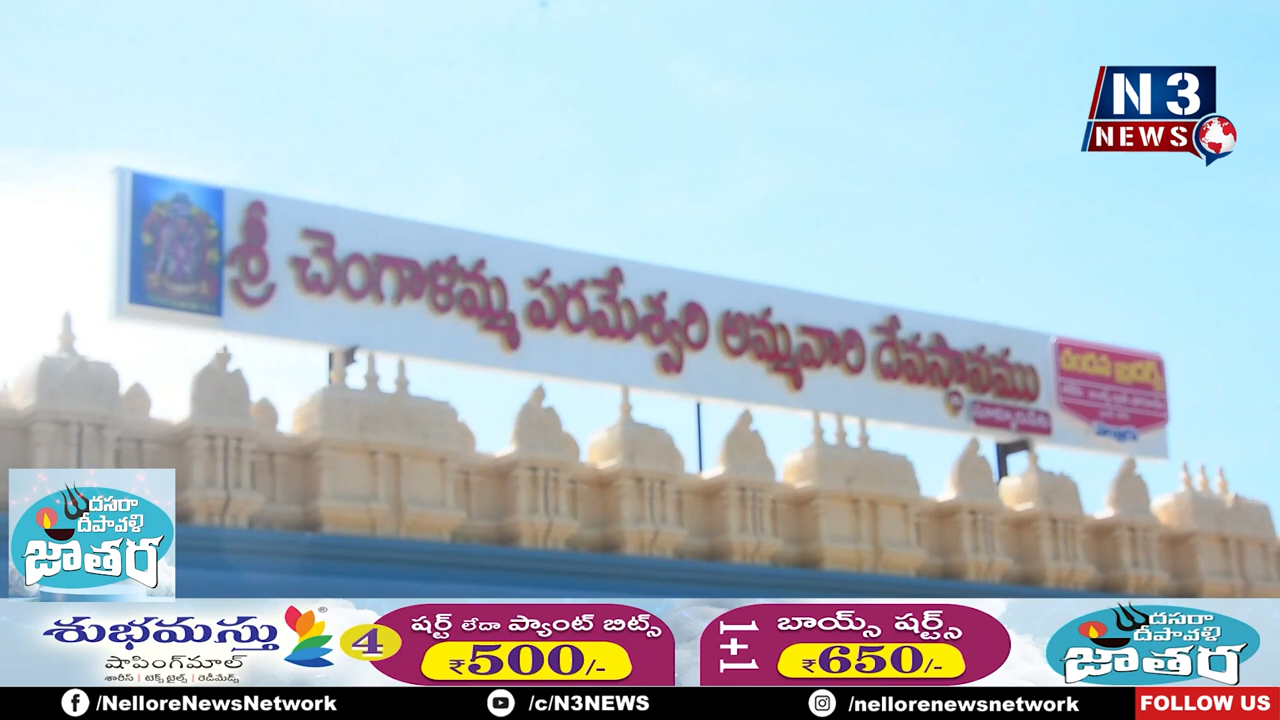 N3
NEWS
శ్రీ చెంగాళమ్మ పరమేశ్వరి అమ్మవారి దేవస్థానము
దసరా
దీపావళి
జాతర
శుభమస్తు
షాపింగ్‌మాల్
శారీస్ | టెక్స్‌టైల్స్ | రెడీమేడ్స్
4
షర్ట్ లేదా ప్యాంట్ బిట్స్
₹500/-
1+1
బాయ్స్ షర్ట్స్
₹650/-
దసరా
దీపావళి
జాతర
/NelloreNewsNetwork
/c/N3NEWS
/nellorenewsnetwork
FOLLOW US